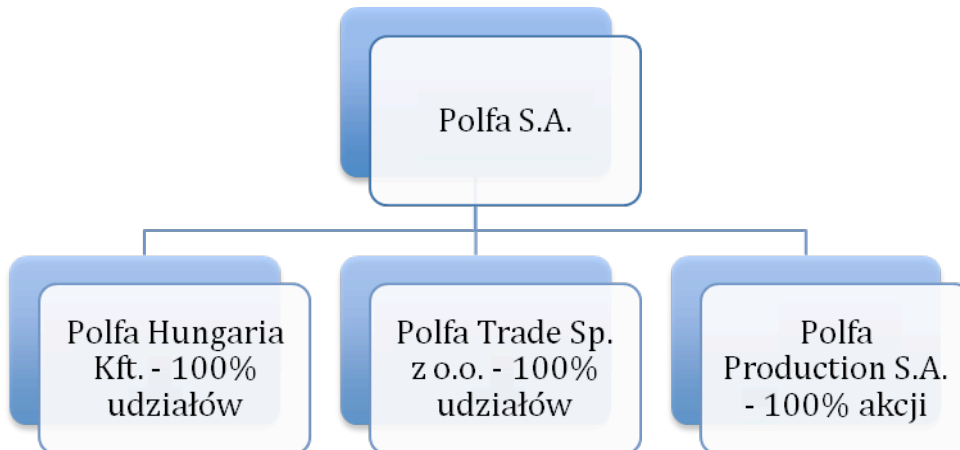 Polfa S.A.
Polfa Hungaria
Kft. - 100%
udziałów
Polfa Trade Sp.
z o.o. - 100%
udziałów
Polfa
Production S.A.
- 100% akcji